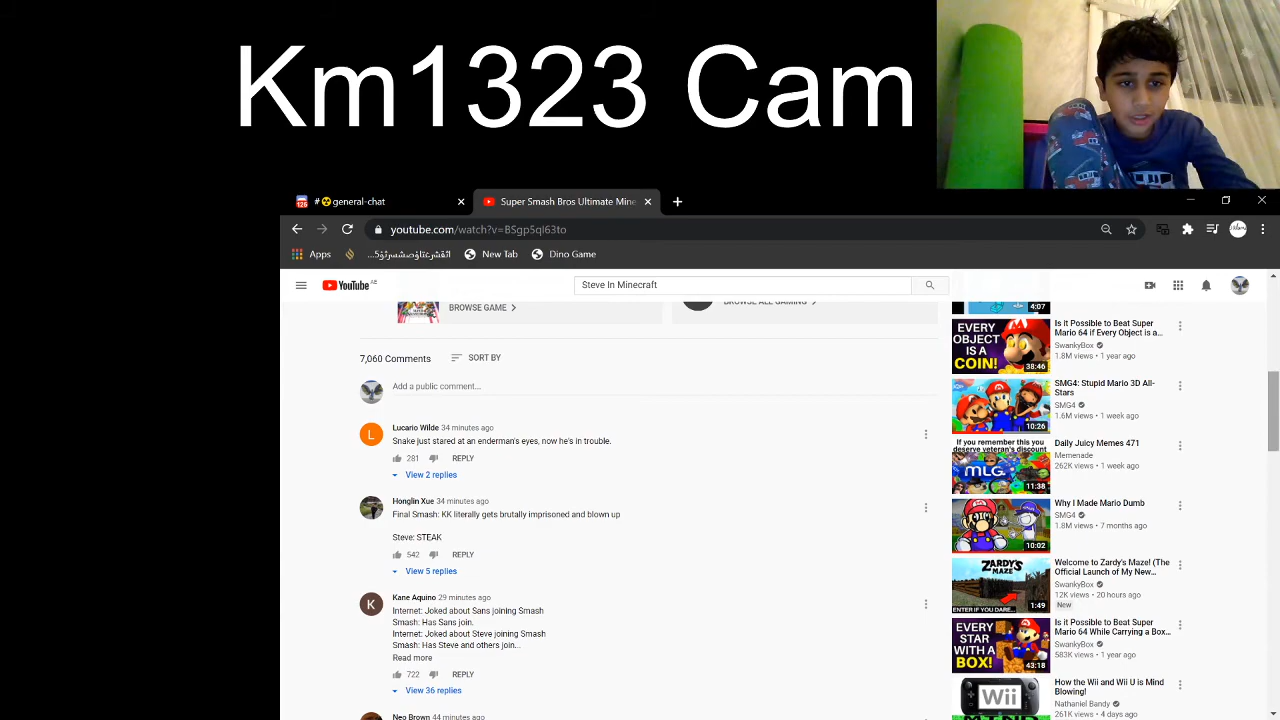 Km1323 Cam
# ☢general-chat
Super Smash Bros Ultimate Mine
youtube.com/watch?v=BSgp5ql63to
Apps
New Tab
Dino Game
YouTube AE
Steve In Minecraft
BROWSE GAME
BROWSE ALL GAMING
7,060 Comments
SORT BY
Add a public comment...
L
Lucario Wilde 34 minutes ago
Snake just stared at an enderman's eyes, now he's in trouble.
281 REPLY
View 2 replies
Honglin Xue 34 minutes ago
Final Smash: KK literally gets brutally imprisoned and blown up
Steve: STEAK
542 REPLY
View 5 replies
K
Kane Aquino 29 minutes ago
Internet: Joked about Sans joining Smash
Smash: Has Sans join.
Internet: Joked about Steve joining Smash
Smash: Has Steve and others join...
Read more
722 REPLY
View 36 replies
Neo Brown 44 minutes ago
4:07
EVERY
OBJECT
IS A
COIN!
38:46
Is it Possible to Beat Super
Mario 64 if Every Object is a...
SwankyBox
1.8M views • 1 year ago
10:26
SMG4: Stupid Mario 3D All-
Stars
SMG4
1.6M views • 1 week ago
If you remember this you
deserve veteran's discount
MLG
11:38
Daily Juicy Memes 471
Memenade
262K views • 1 week ago
10:02
Why I Made Mario Dumb
SMG4
1.8M views • 7 months ago
ZARDY'S
MAZE
ENTER IF YOU DARE...
1:49
Welcome to Zardy's Maze! (The
Official Launch of My New...
SwankyBox
12K views • 20 hours ago
New
EVERY
STAR
WITH A
BOX!
43:18
Is it Possible to Beat Super
Mario 64 While Carrying a Box...
SwankyBox
583K views • 1 year ago
Wii
How the Wii and Wii U is Mind
Blowing!
Nathaniel Bandy
261K views • 4 days ago